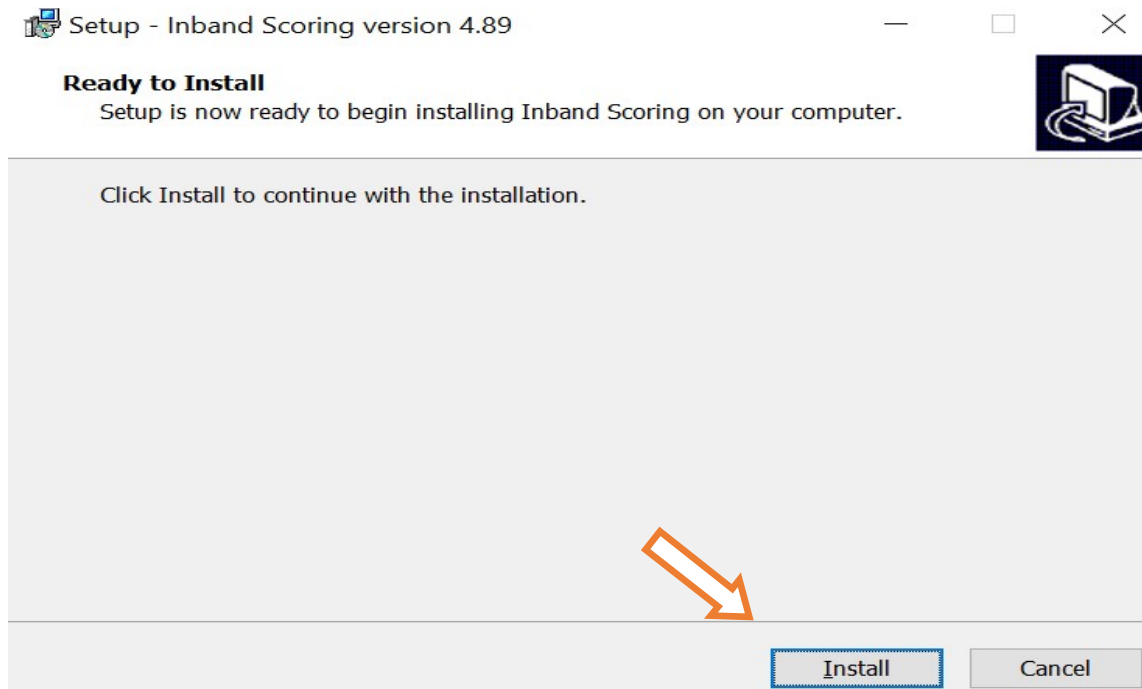 Setup - Inband Scoring version 4.89
Ready to Install
Setup is now ready to begin installing Inband Scoring on your computer.
Click Install to continue with the installation.
Install
Cancel